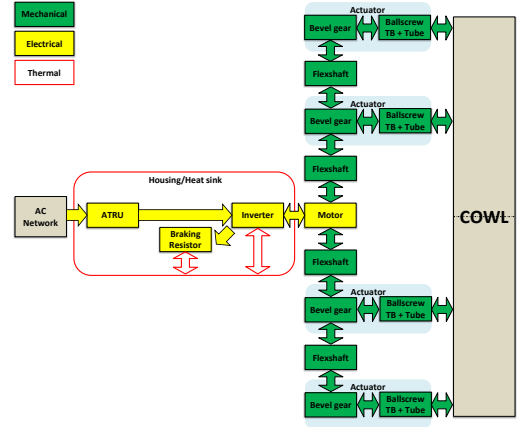 Mechanical
Electrical
Thermal
Actuator
Bevel gear
Ballscrew
TB + Tube
Flexshaft
Actuator
Bevel gear
Ballscrew
TB + Tube
Flexshaft
Housing/Heat sink
AC
Network
ATRU
Inverter
Motor
COWL
Braking
Resistor
Flexshaft
Actuator
Bevel gear
Ballscrew
TB + Tube
Flexshaft
Actuator
Bevel gear
Ballscrew
TB + Tube